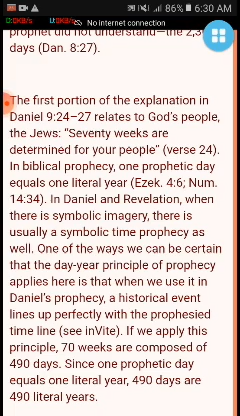 0KB/s 0KB/s 86% 6:30 AM
No internet connection
prophet did not understand—the 2,3
days (Dan. 8:27).
The first portion of the explanation in
Daniel 9:24–27 relates to God's people,
the Jews: “Seventy weeks are
determined for your people” (verse 24).
In biblical prophecy, one prophetic day
equals one literal year (Ezek. 4:6; Num.
14:34). In Daniel and Revelation, when
there is symbolic imagery, there is
usually a symbolic time prophecy as
well. One of the ways we can be certain
that the day-year principle of prophecy
applies here is that when we use it in
Daniel's prophecy, a historical event
lines up perfectly with the prophesied
time line (see inVite). If we apply this
principle, 70 weeks are composed of
490 days. Since one prophetic day
equals one literal year, 490 days are
490 literal years.